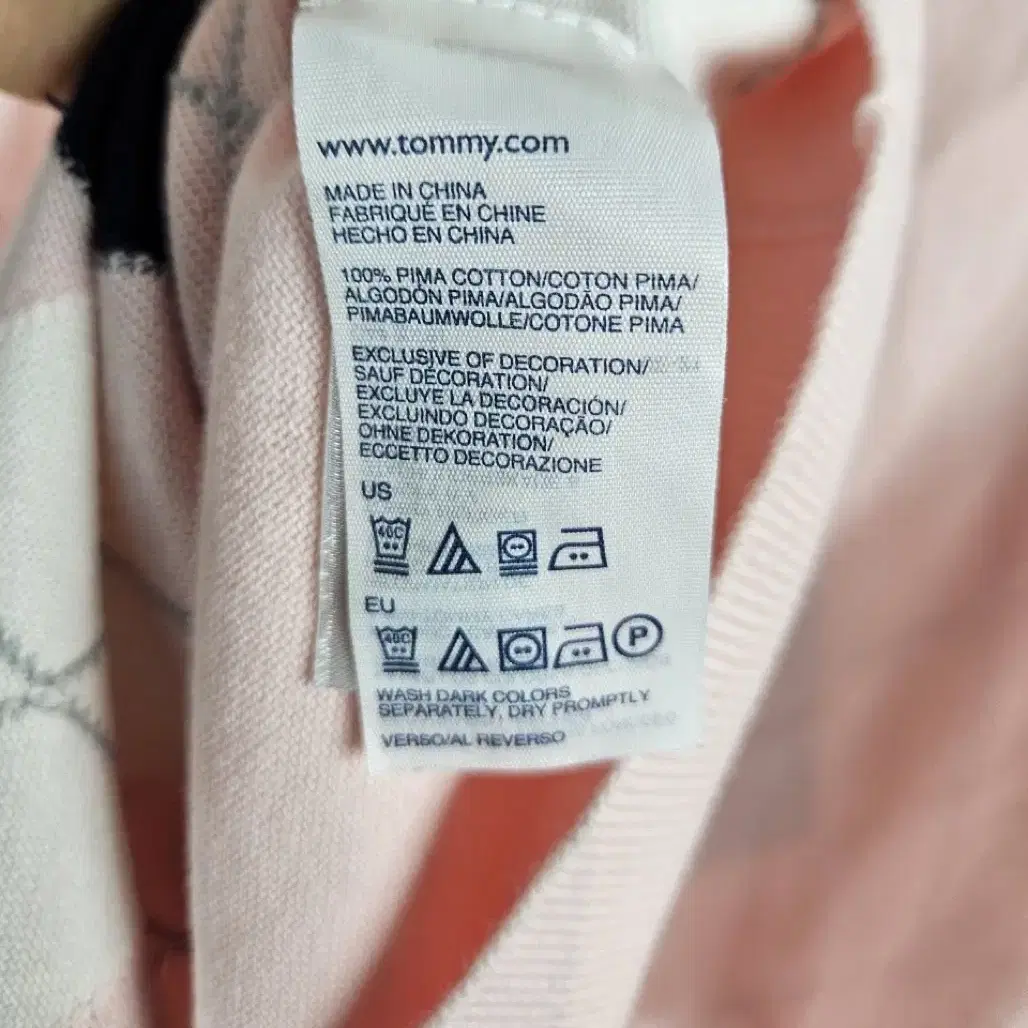 www.tommy.com
MADE IN CHINA
FABRIQUÉ EN CHINE
HECHO EN CHINA
100% PIMA COTTON/COTON PIMA/
ALGODÓN PIMA/ALGODÃO PIMA/
PIMABAUMWOLLE/COTONE PIMA
EXCLUSIVE OF DECORATION/
SAUF DÉCORATION/
EXCLUYE LA DECORACIÓN/
EXCLUINDO DECORAÇÃO/
OHNE DEKORATION/
ECCETTO DECORAZIONE
US
40C
EU
40C P
WASH DARK COLORS
SEPARATELY, DRY PROMPTLY
VERSO/AL REVERSO